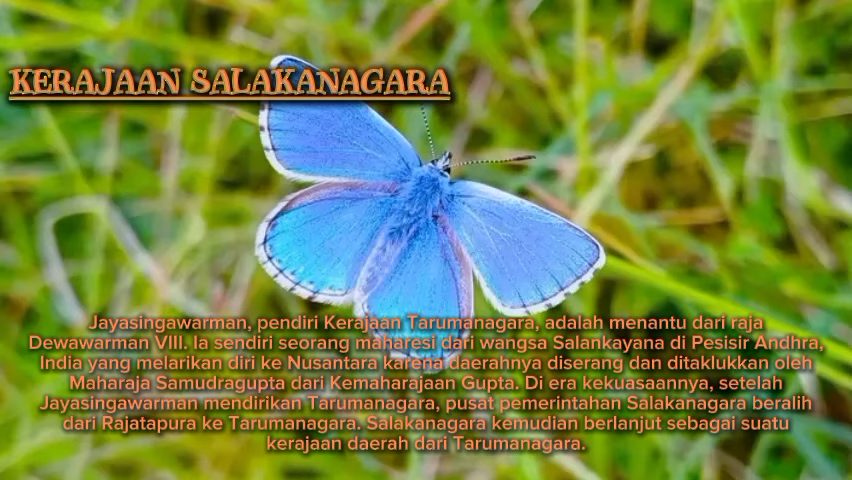 KERAJAAN SALAKANAGARA
Jayasingawarman, pendiri Kerajaan Tarumanagara, adalah menantu dari raja
Dewawarman VIII. Ia sendiri seorang maharesi dari wangsa Salankayana di Pesisir Andhra,
India yang melarikan diri ke Nusantara karena daerahnya diserang dan ditaklukkan oleh
Maharaja Samudragupta dari Kemaharajaan Gupta. Di era kekuasaannya, setelah
Jayasingawarman mendirikan Tarumanagara, pusat pemerintahan Salakanagara beralih
dari Rajatapura ke Tarumanagara. Salakanagara kemudian berlanjut sebagai suatu
kerajaan daerah dari Tarumanagara.